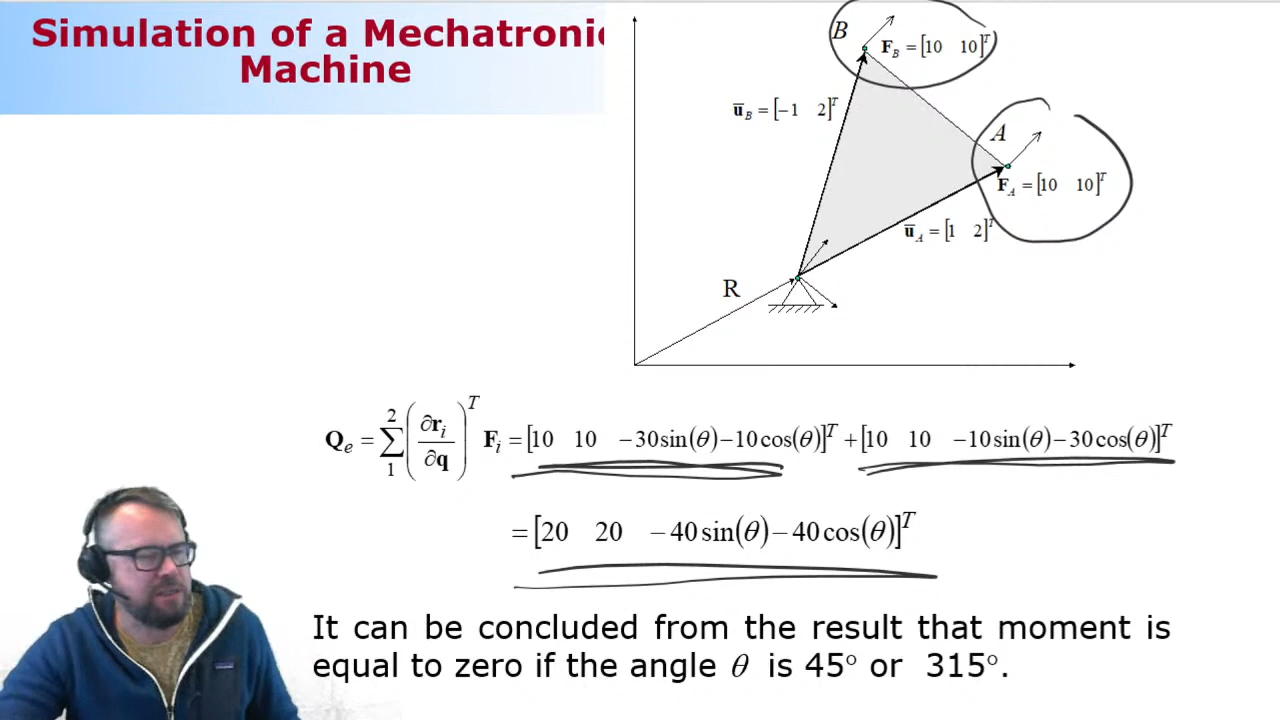 Simulation of a Mechatronic
Machine
B
F_B = [10 10]^T
ū_B = [-1 2]^T
A
F_A = [10 10]^T
ū_A = [1 2]^T
R
Q_e = ∑_1^2 (∂r_i/∂q)^T F_i = [10 10 -30sin(θ)-10cos(θ)]^T + [10 10 -10sin(θ)-30cos(θ)]^T
= [20 20 -40sin(θ)-40cos(θ)]^T
It can be concluded from the result that moment is
equal to zero if the angle θ is 45° or 315°.